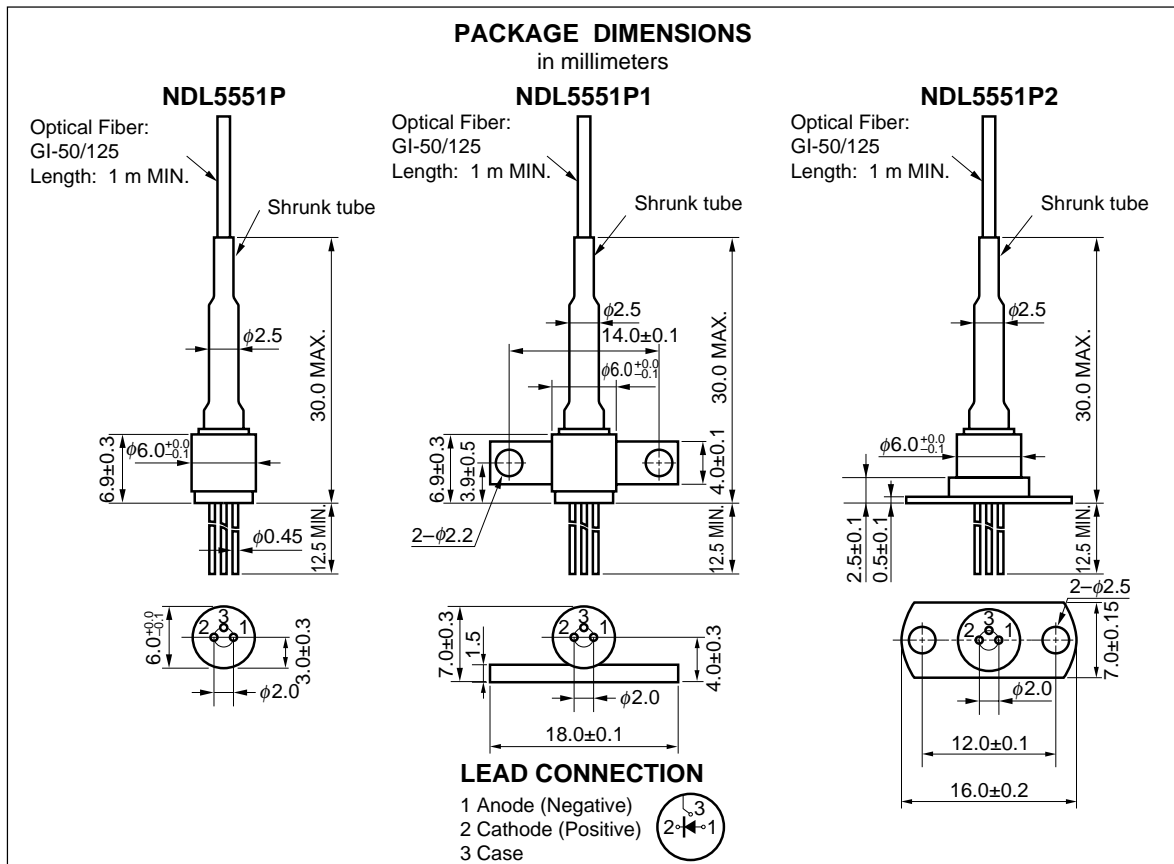 PACKAGE DIMENSIONS
in millimeters
NDL5551P
Optical Fiber:
GI-50/125
Length: 1 m MIN.
Shrunk tube
φ2.5
30.0 MAX.
6.9±0.3
φ6.0 +0.0 −0.1
φ0.45
12.5 MIN.
6.0 +0.0 −0.1
2 3 1
3.0±0.3
φ2.0
NDL5551P1
Optical Fiber:
GI-50/125
Length: 1 m MIN.
Shrunk tube
φ2.5
14.0±0.1
φ6.0 +0.0 −0.1
30.0 MAX.
6.9±0.3
3.9±0.5
4.0±0.1
2−φ2.2
12.5 MIN.
7.0±0.3
1.5
2 3 1
4.0±0.3
φ2.0
18.0±0.1
NDL5551P2
Optical Fiber:
GI-50/125
Length: 1 m MIN.
Shrunk tube
φ2.5
30.0 MAX.
φ6.0 +0.0 −0.1
2.5±0.1
0.5±0.1
12.5 MIN.
2−φ2.5
2 3 1
7.0±0.15
φ2.0
12.0±0.1
16.0±0.2
LEAD CONNECTION
1 Anode (Negative)
2 Cathode (Positive)
3 Case
3
2 1